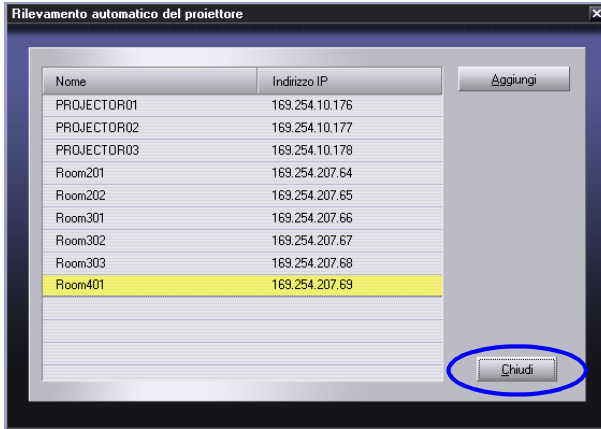 Rilevamento automatico del proiettore
Nome Indirizzo IP Aggiungi
PROJECTOR01 169.254.10.176
PROJECTOR02 169.254.10.177
PROJECTOR03 169.254.10.178
Room201 169.254.207.64
Room202 169.254.207.65
Room301 169.254.207.66
Room302 169.254.207.67
Room303 169.254.207.68
Room401 169.254.207.69
Chiudi